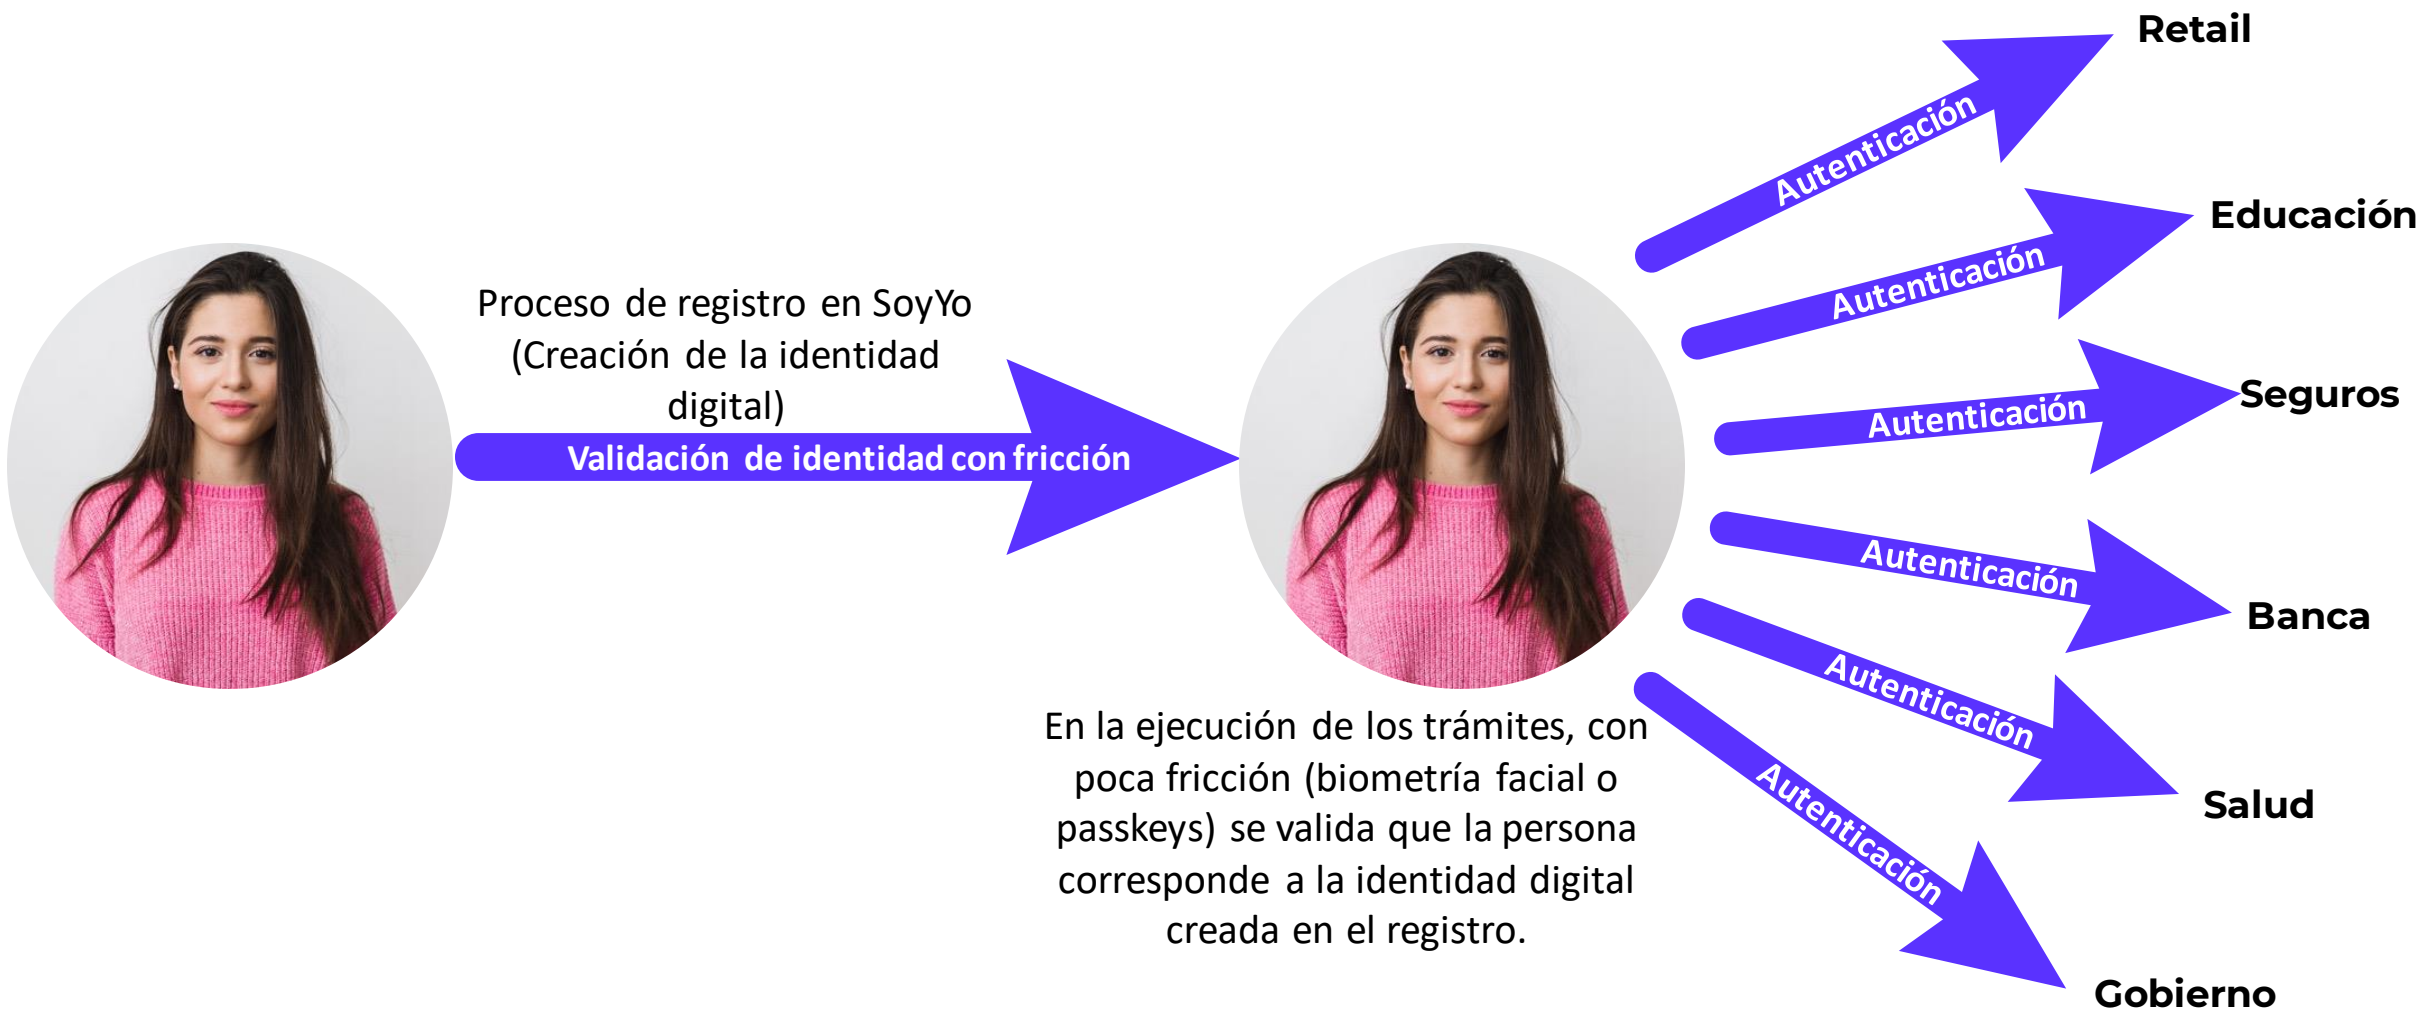 Proceso de registro en SoyYo
(Creación de la identidad
digital)
Validación de identidad con fricción
En la ejecución de los trámites, con
poca fricción (biometría facial o
passkeys) se valida que la persona
corresponde a la identidad digital
creada en el registro.
Autenticación
Retail
Autenticación
Educación
Autenticación
Seguros
Autenticación
Banca
Autenticación
Salud
Autenticación
Gobierno